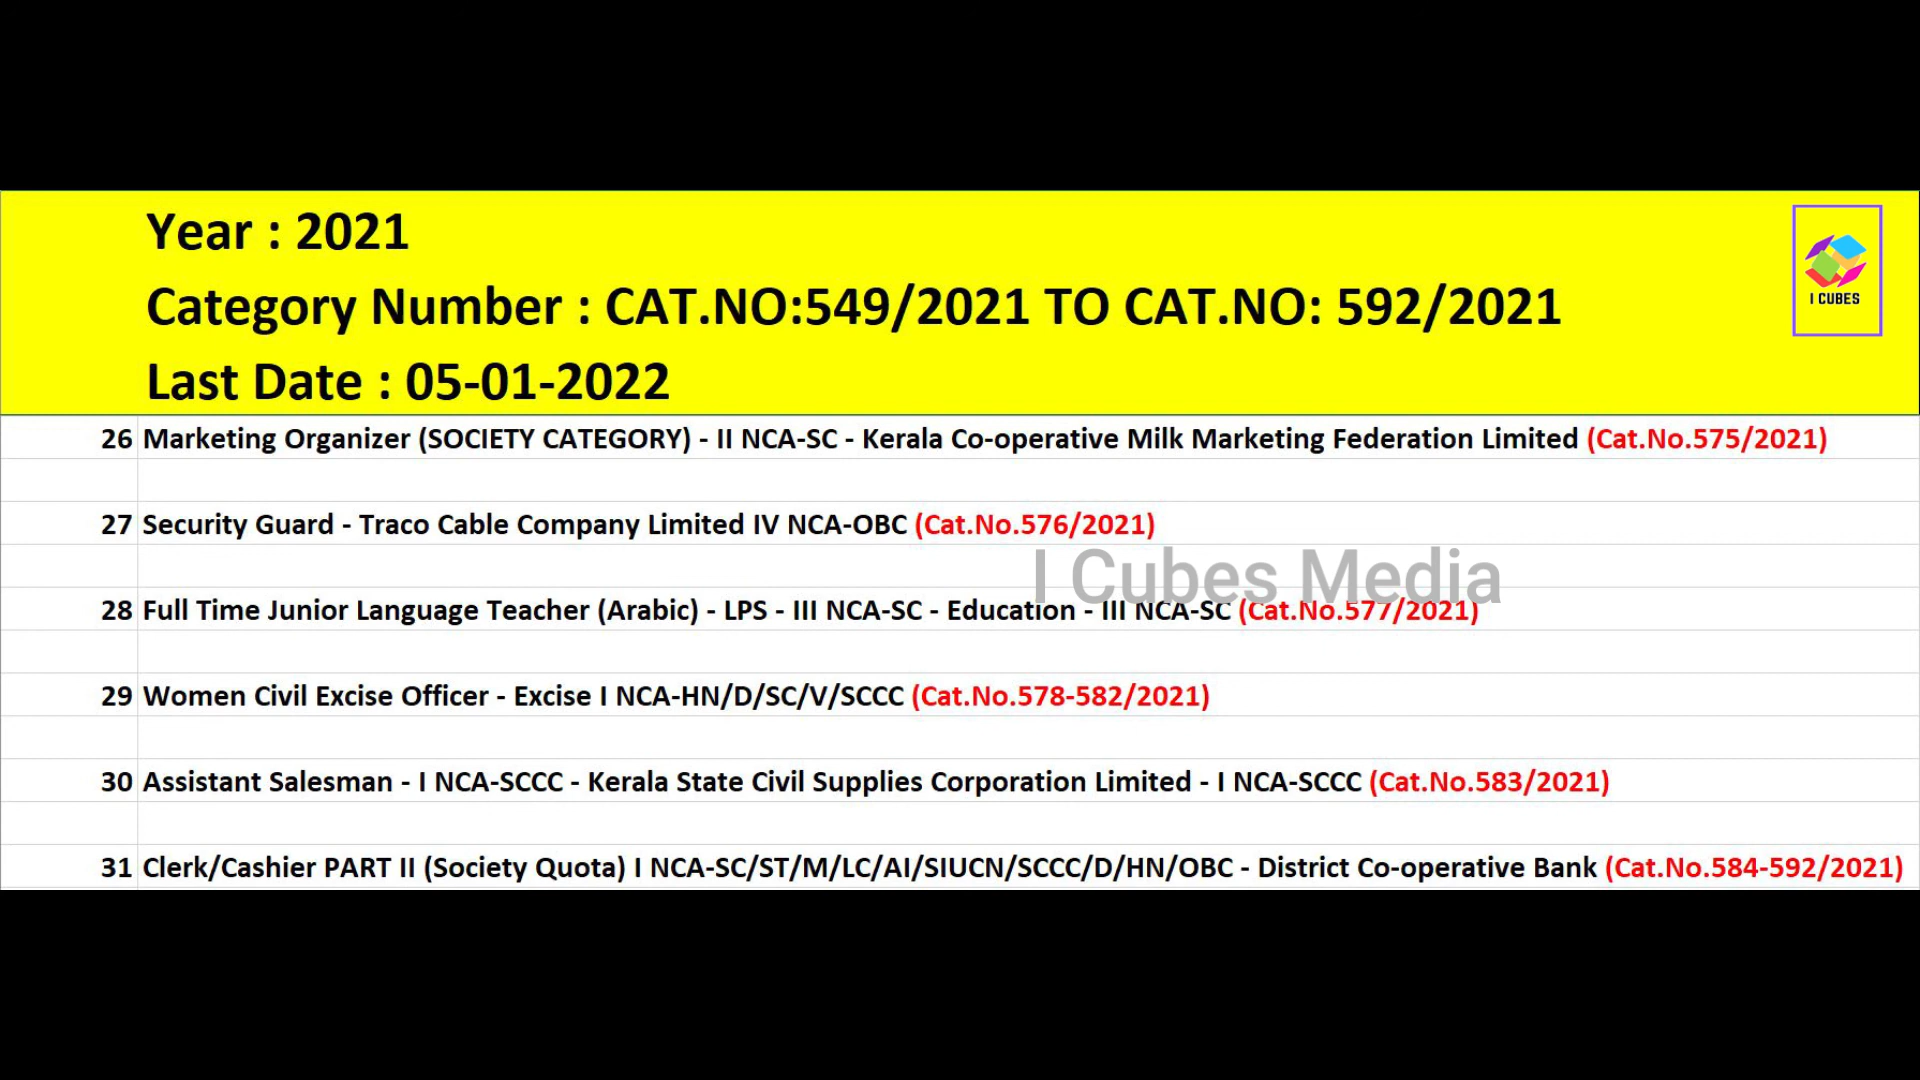 Year : 2021
Category Number : CAT.NO:549/2021 TO CAT.NO: 592/2021
Last Date : 05-01-2022
I CUBES
26 Marketing Organizer (SOCIETY CATEGORY) - II NCA-SC - Kerala Co-operative Milk Marketing Federation Limited (Cat.No.575/2021)
27 Security Guard - Traco Cable Company Limited IV NCA-OBC (Cat.No.576/2021)
I Cubes Media
28 Full Time Junior Language Teacher (Arabic) - LPS - III NCA-SC - Education - III NCA-SC (Cat.No.577/2021)
29 Women Civil Excise Officer - Excise I NCA-HN/D/SC/V/SCCC (Cat.No.578-582/2021)
30 Assistant Salesman - I NCA-SCCC - Kerala State Civil Supplies Corporation Limited - I NCA-SCCC (Cat.No.583/2021)
31 Clerk/Cashier PART II (Society Quota) I NCA-SC/ST/M/LC/AI/SIUCN/SCCC/D/HN/OBC - District Co-operative Bank (Cat.No.584-592/2021)